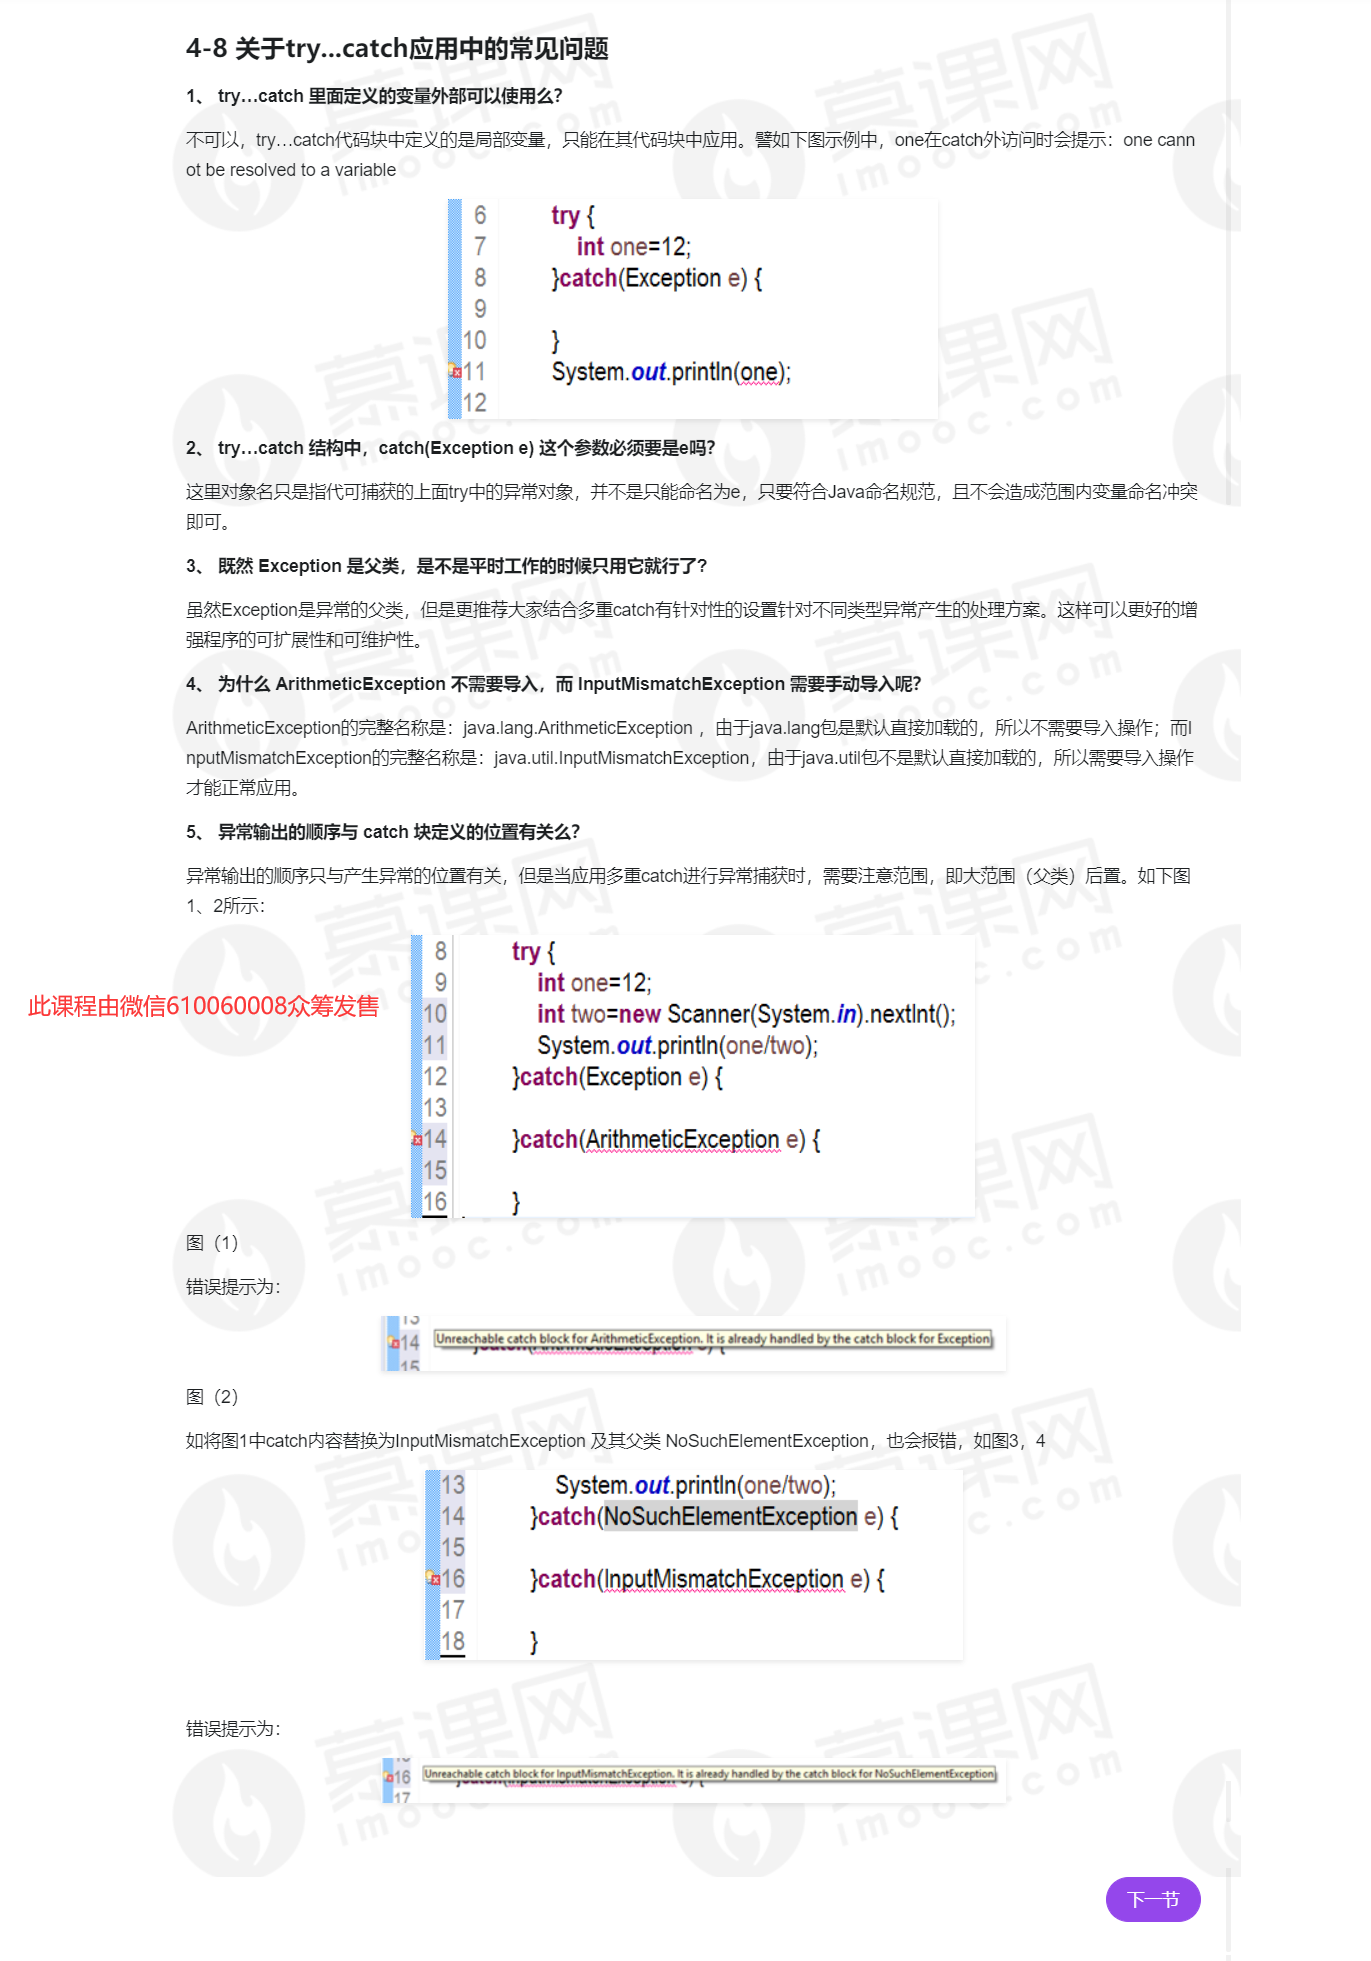 4-8 关于try...catch应用中的常见问题
1、 try…catch 里面定义的变量外部可以使用么？
不可以，try…catch代码块中定义的是局部变量，只能在其代码块中应用。譬如下图示例中，one在catch外访问时会提示：one cann
ot be resolved to a variable
6 try {
7 int one=12;
8 }catch(Exception e) {
9
10 }
11 System.out.println(one);
12
2、 try…catch 结构中，catch(Exception e) 这个参数必须要是e吗？
这里对象名只是指代可捕获的上面try中的异常对象，并不是只能命名为e，只要符合Java命名规范，且不会造成范围内变量命名冲突
即可。
3、 既然 Exception 是父类，是不是平时工作的时候只用它就行了？
虽然Exception是异常的父类，但是更推荐大家结合多重catch有针对性的设置针对不同类型异常产生的处理方案。这样可以更好的增
强程序的可扩展性和可维护性。
4、 为什么 ArithmeticException 不需要导入，而 InputMismatchException 需要手动导入呢？
ArithmeticException的完整名称是：java.lang.ArithmeticException ，由于java.lang包是默认直接加载的，所以不需要导入操作；而I
nputMismatchException的完整名称是：java.util.InputMismatchException，由于java.util包不是默认直接加载的，所以需要导入操作
才能正常应用。
5、 异常输出的顺序与 catch 块定义的位置有关么？
异常输出的顺序只与产生异常的位置有关，但是当应用多重catch进行异常捕获时，需要注意范围，即大范围（父类）后置。如下图
1、2所示：
8 try {
9 int one=12;
此课程由微信610060008众筹发售
10 int two=new Scanner(System.in).nextInt();
11 System.out.println(one/two);
12 }catch(Exception e) {
13
14 }catch(ArithmeticException e) {
15
16 }
图（1）
错误提示为：
13
14 Unreachable catch block for ArithmeticException. It is already handled by the catch block for Exception
15
图（2）
如将图1中catch内容替换为InputMismatchException 及其父类 NoSuchElementException，也会报错，如图3，4
13 System.out.println(one/two);
14 }catch(NoSuchElementException e) {
15
16 }catch(InputMismatchException e) {
17
18 }
错误提示为：
16 Unreachable catch block for InputMismatchException. It is already handled by the catch block for NoSuchElementException
17
下一节
慕课网
imooc.com